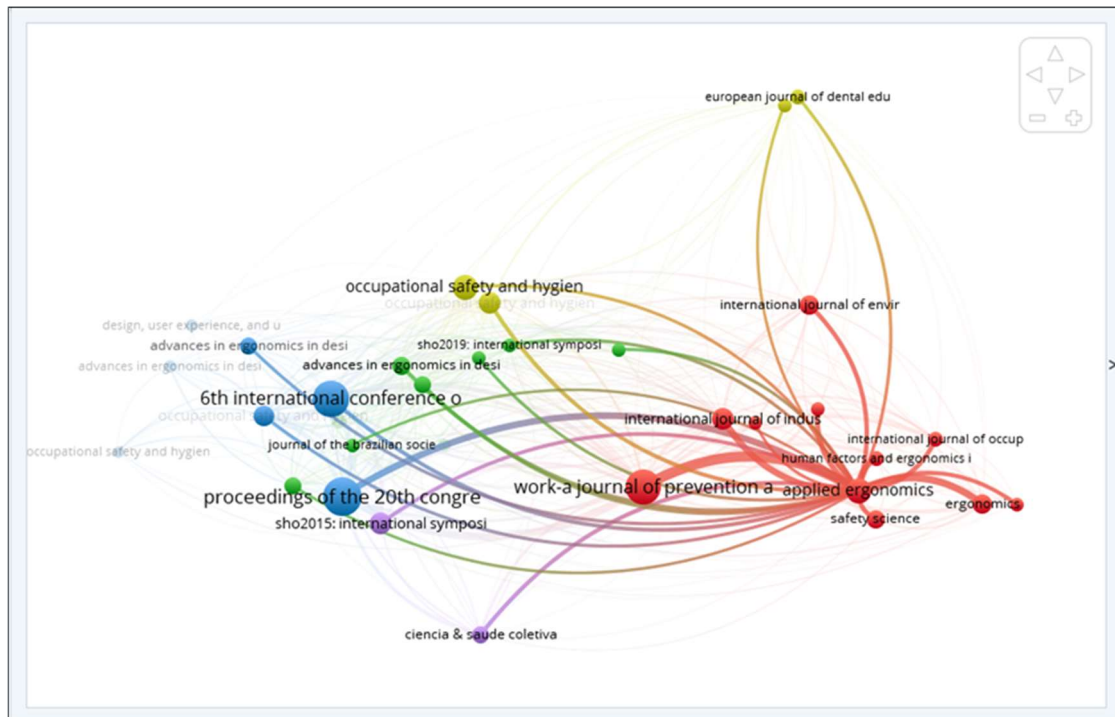 european journal of dental edu
occupational safety and hygien
occupational safety and hygien
international journal of envir
design, user experience, and u
advances in ergonomics in desi
sho2019: international symposi
advances in ergonomics in desi
advances in ergonomics in desi
6th international conference o
occupational safety and hygien
international journal of indus
journal of the brazilian socie
international journal of occup
occupational safety and hygien
human factors and ergonomics i
work-a journal of prevention a
applied ergonomics
proceedings of the 20th congre
ergonomics
sho2015: international symposi
safety science
ciencia & saude coletiva